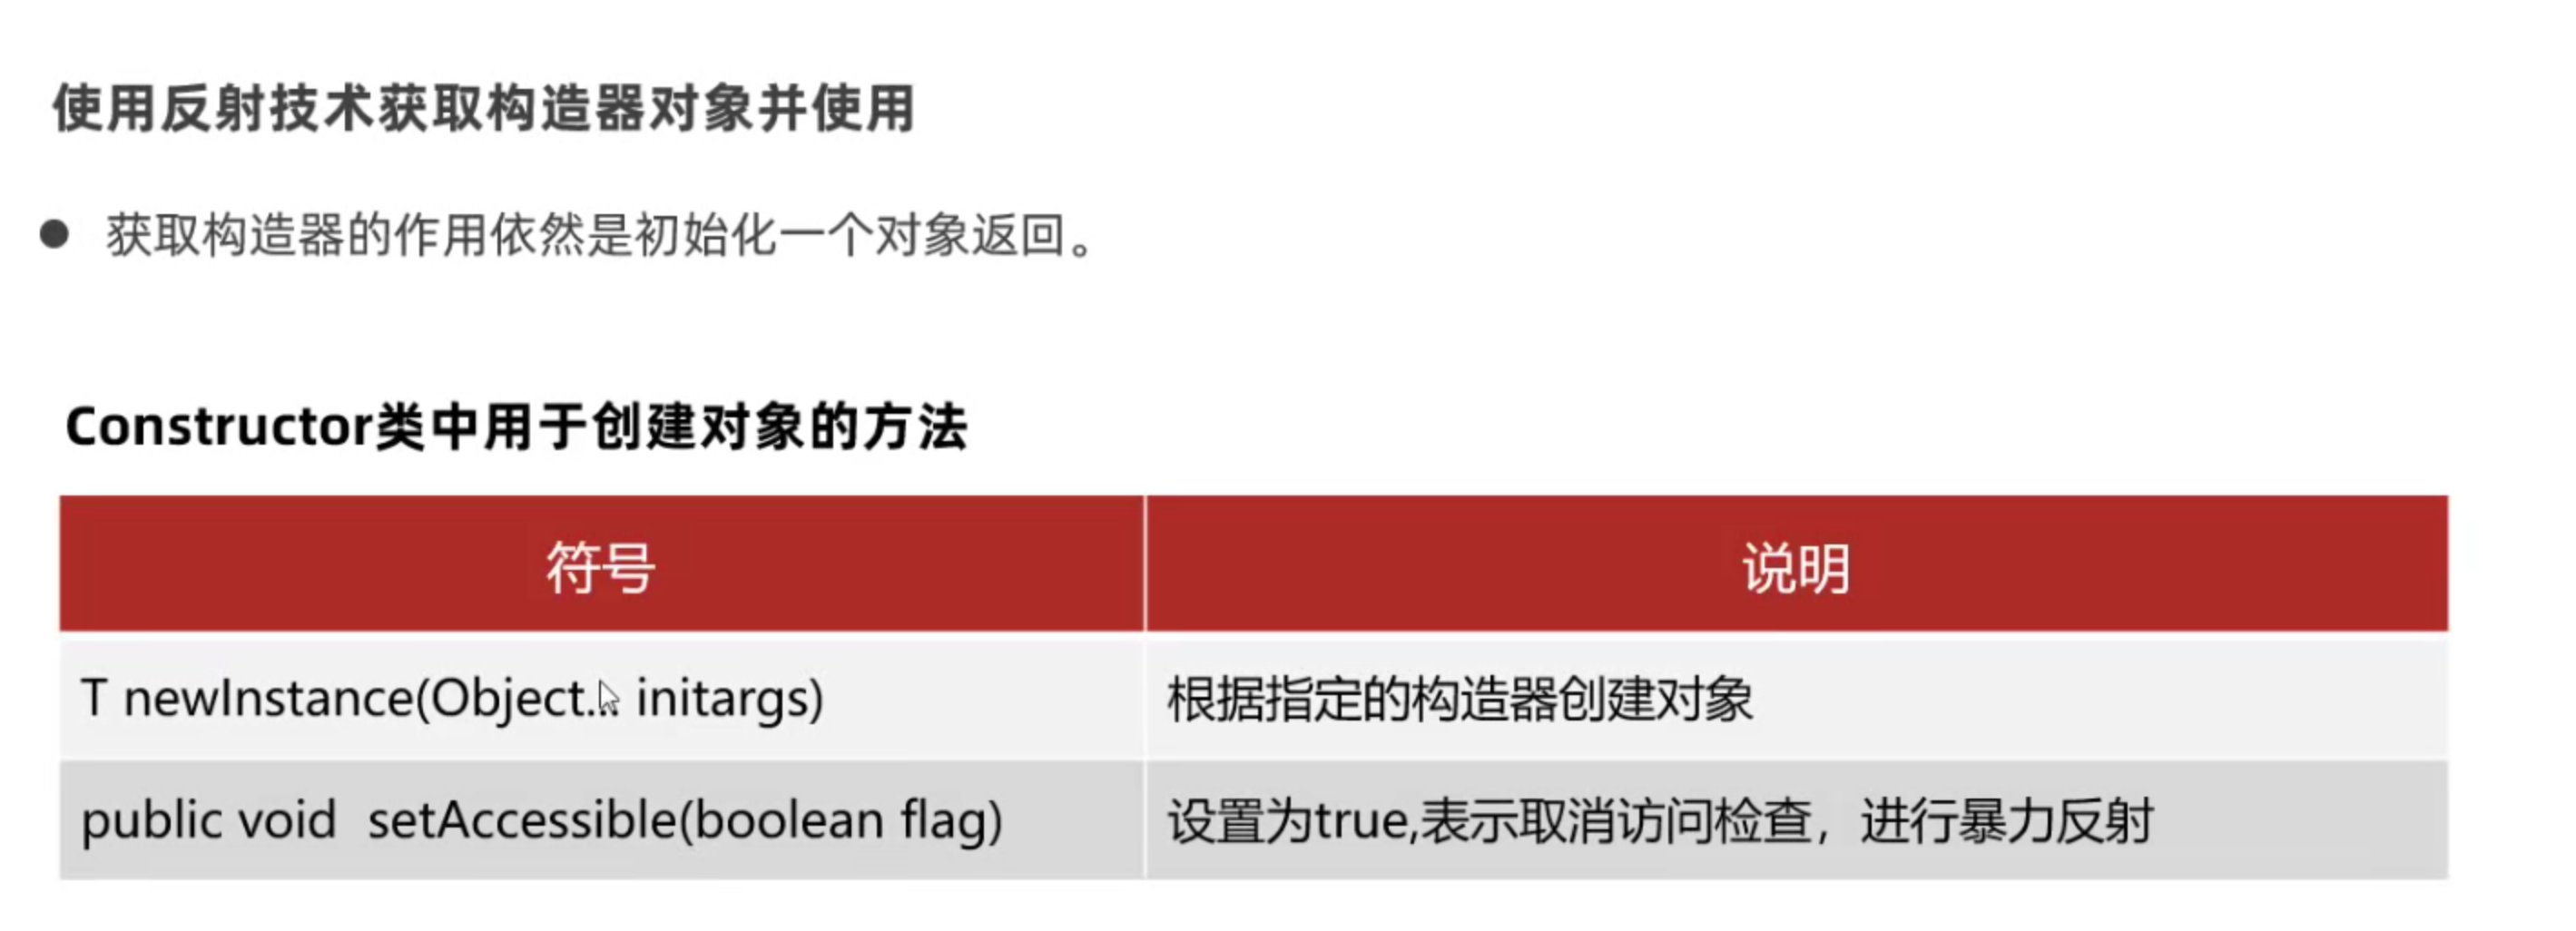 使用反射技术获取构造器对象并使用
获取构造器的作用依然是初始化一个对象返回。
Constructor类中用于创建对象的方法
符号 说明
T newInstance(Object... initargs) 根据指定的构造器创建对象
public void setAccessible(boolean flag) 设置为true,表示取消访问检查，进行暴力反射